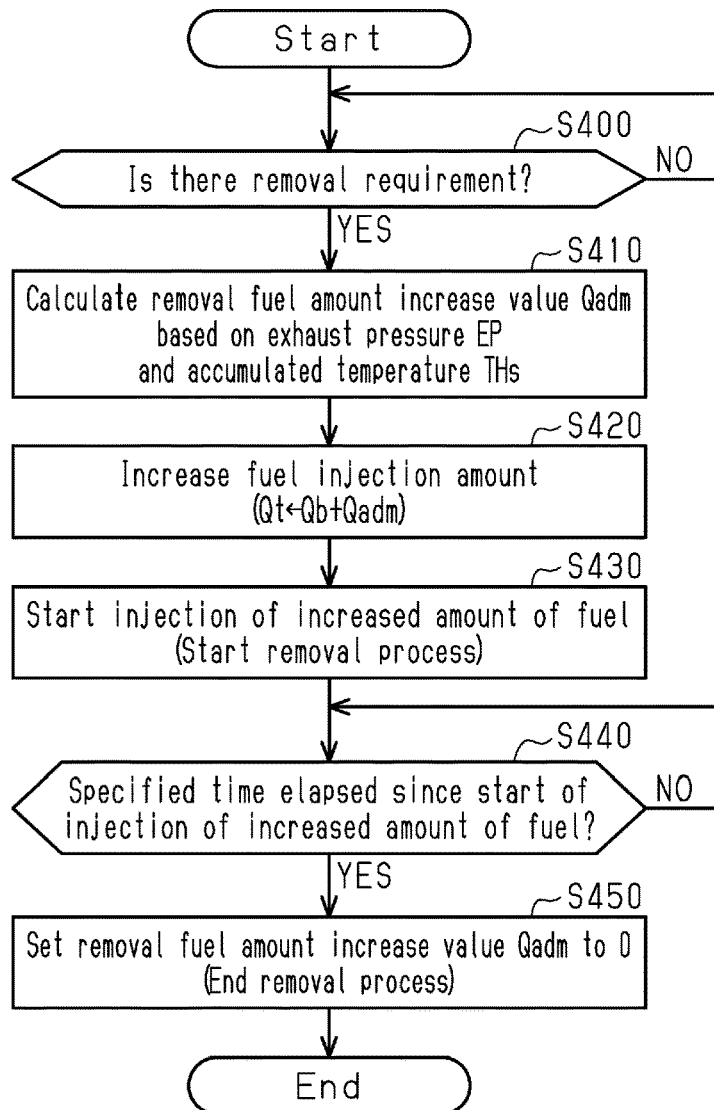 Start
S400
Is there removal requirement?
NO
YES
S410
Calculate removal fuel amount increase value Qadm
based on exhaust pressure EP
and accumulated temperature THs
S420
Increase fuel injection amount
(Qt←Qb+Qadm)
S430
Start injection of increased amount of fuel
(Start removal process)
S440
Specified time elapsed since start of
injection of increased amount of fuel?
NO
YES
S450
Set removal fuel amount increase value Qadm to 0
(End removal process)
End